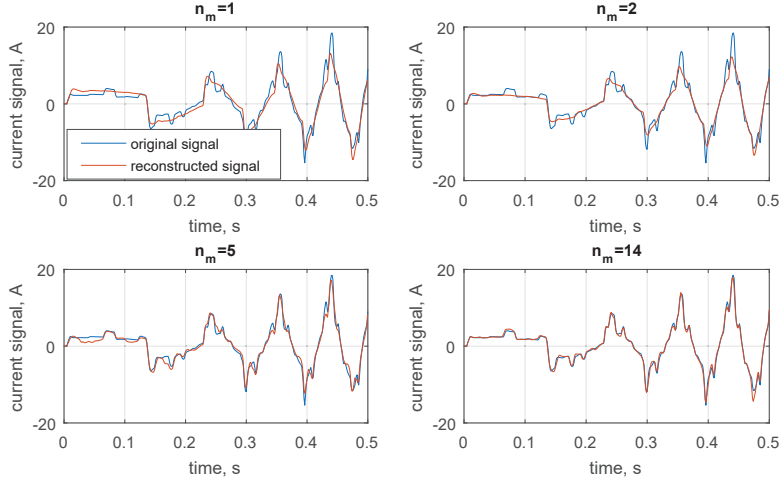 n_m=1
current signal, A
20
0
-20
original signal
reconstructed signal
0 0.1 0.2 0.3 0.4 0.5
time, s
n_m=2
current signal, A
20
0
-20
0 0.1 0.2 0.3 0.4 0.5
time, s
n_m=5
current signal, A
20
0
-20
0 0.1 0.2 0.3 0.4 0.5
time, s
n_m=14
current signal, A
20
0
-20
0 0.1 0.2 0.3 0.4 0.5
time, s